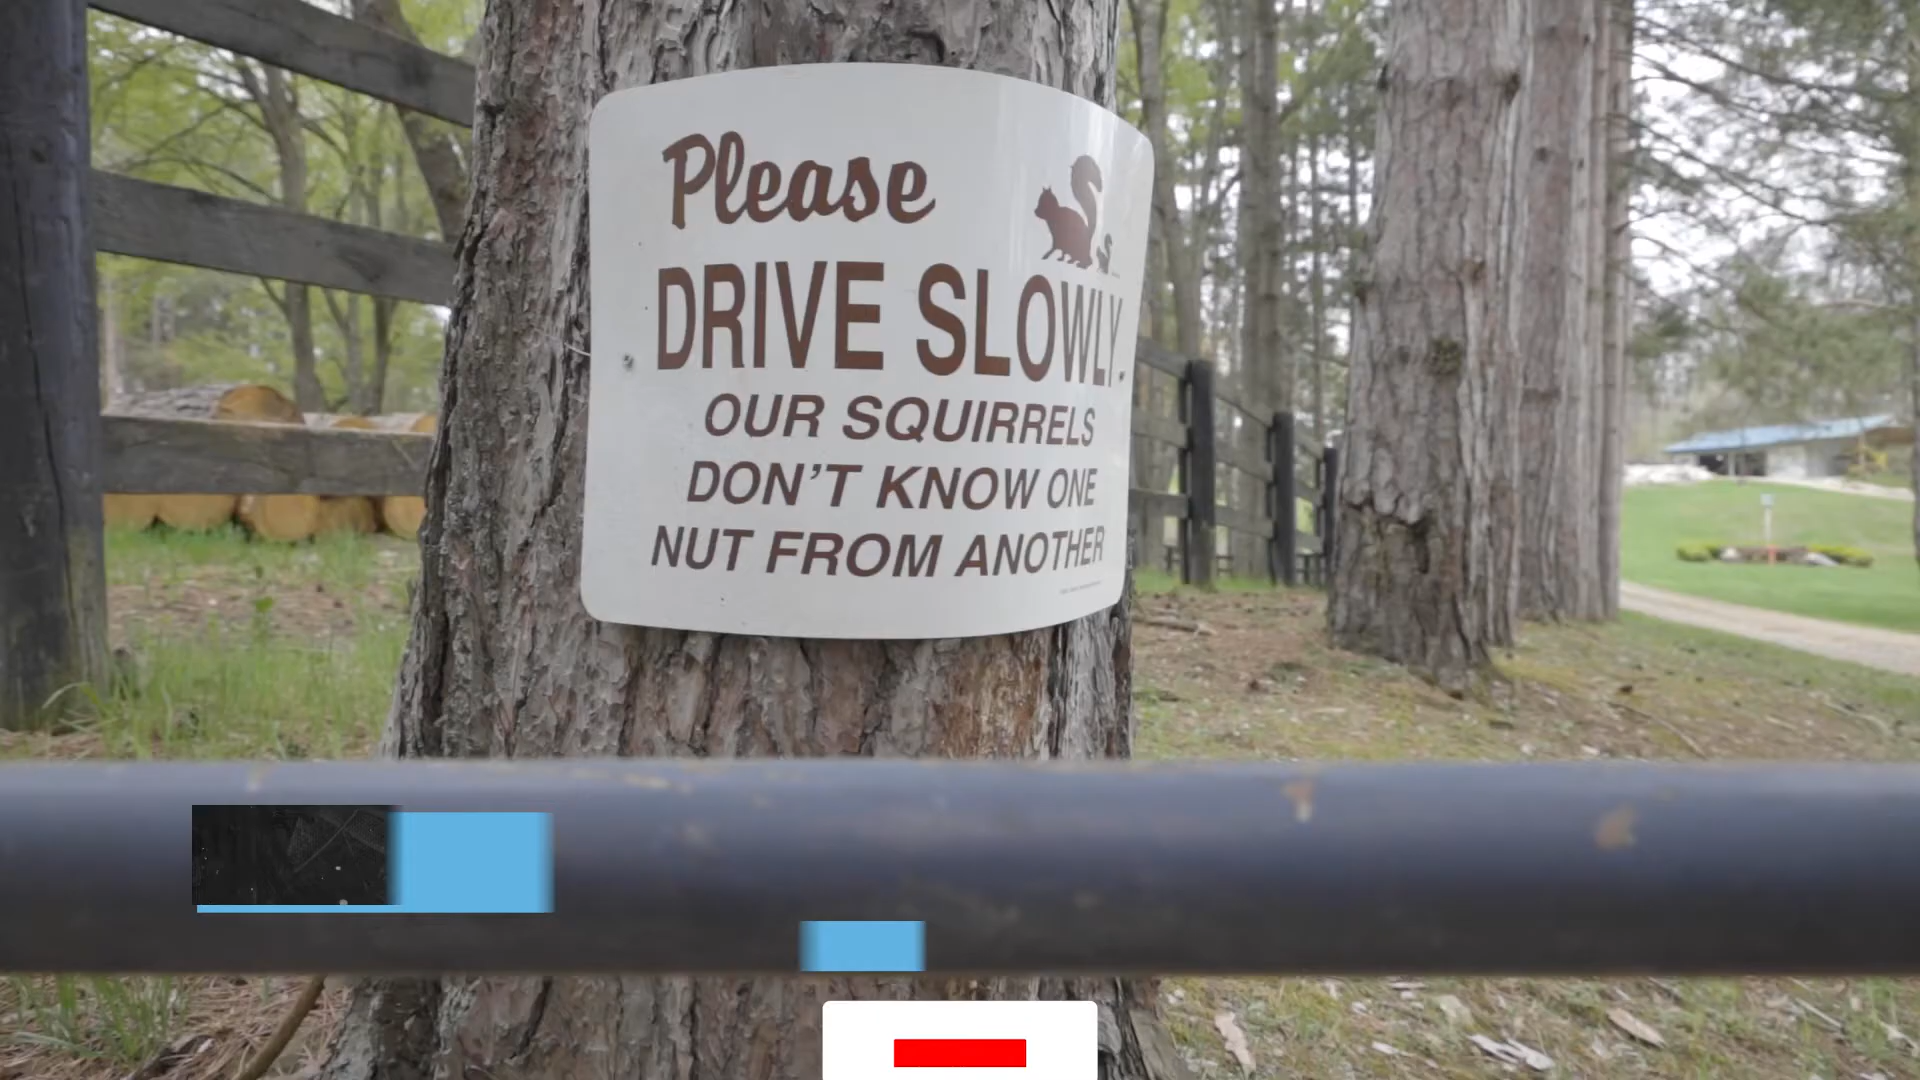 Please
DRIVE SLOWLY.
OUR SQUIRRELS
DON'T KNOW ONE
NUT FROM ANOTHER